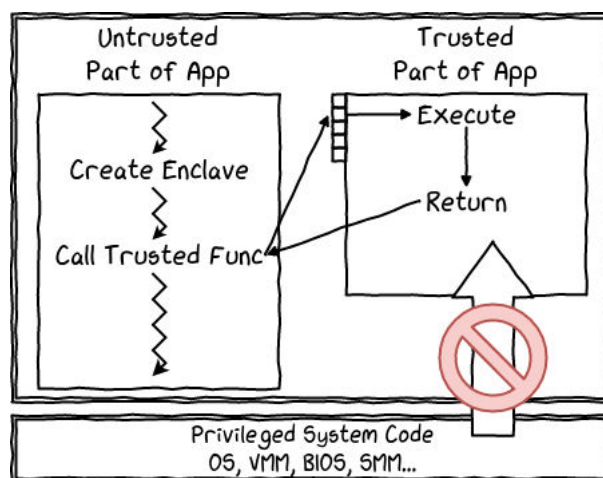 Untrusted
Part of App
Trusted
Part of App
Create Enclave
Call Trusted Func
Execute
Return
Privileged System Code
OS, VMM, BIOS, SMM...